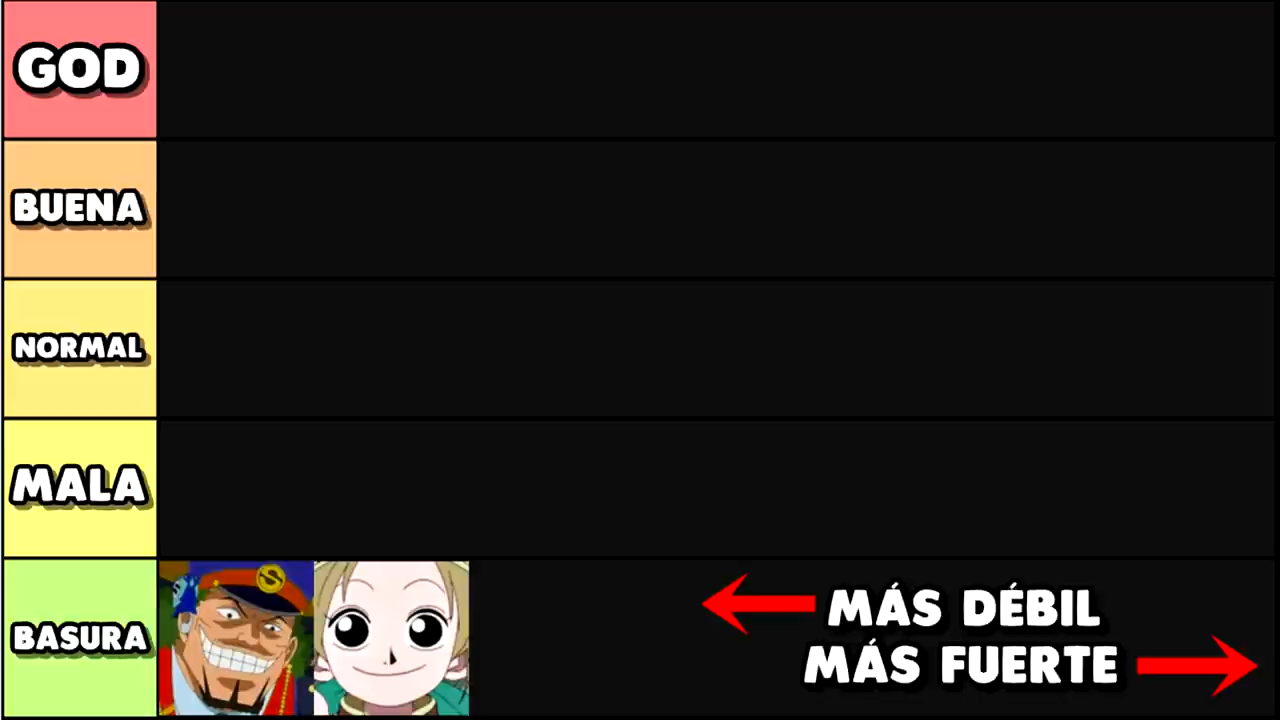 GOD
BUENA
NORMAL
MALA
BASURA
MÁS DÉBIL
MÁS FUERTE